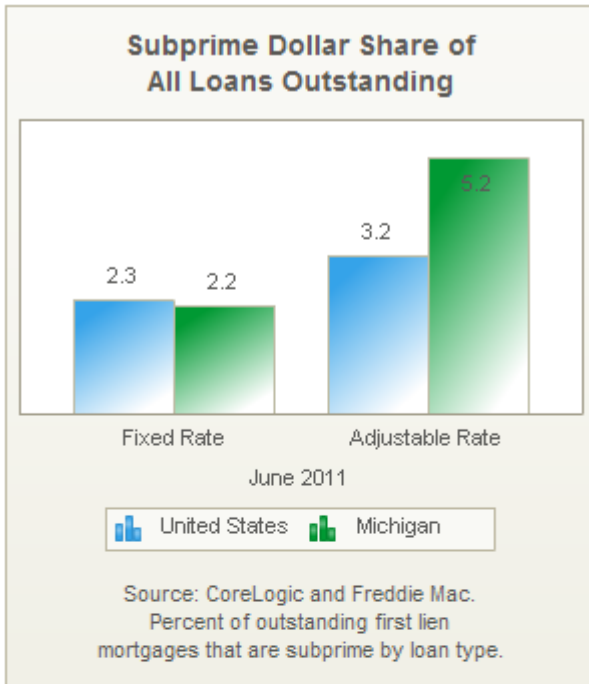 Subprime Dollar Share of
All Loans Outstanding
2.3
2.2
3.2
5.2
Fixed Rate
Adjustable Rate
June 2011
United States
Michigan
Source: CoreLogic and Freddie Mac.
Percent of outstanding first lien
mortgages that are subprime by loan type.